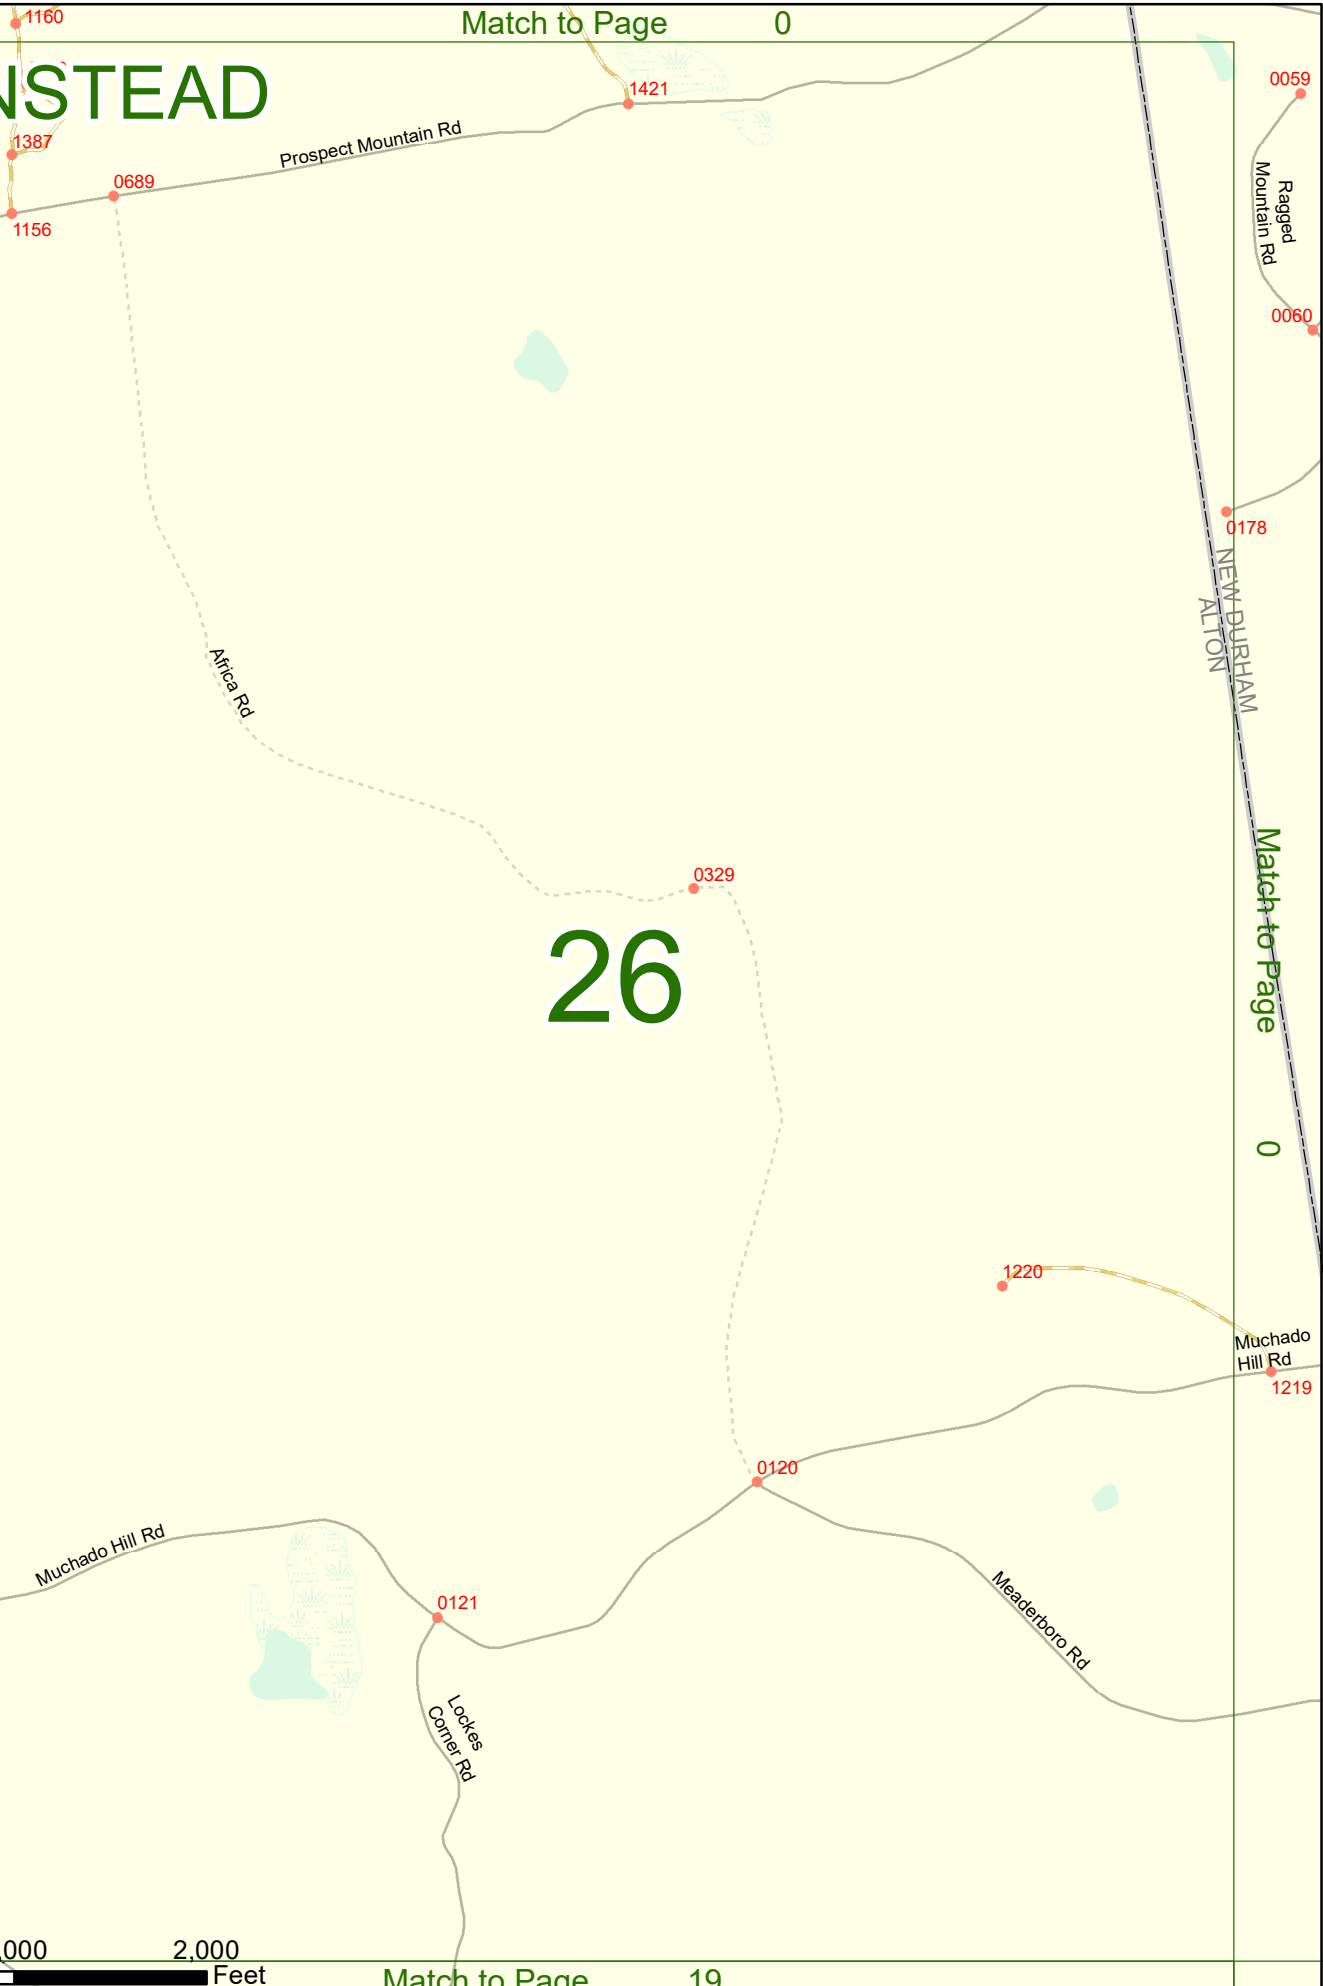 1160
Match to Page 0
NSTEAD
0059
1421
1387
Prospect Mountain Rd
0689
Ragged
Mountain Rd
1156
0060
0178
NEW DURHAM
ALTON
Africa Rd
Match to Page 0
0329
26
1220
Muchado
Hill Rd
1219
0120
Muchado Hill Rd
0121
Meaderboro Rd
Lockes
Corner Rd
,000 2,000
Feet
Match to Page 19